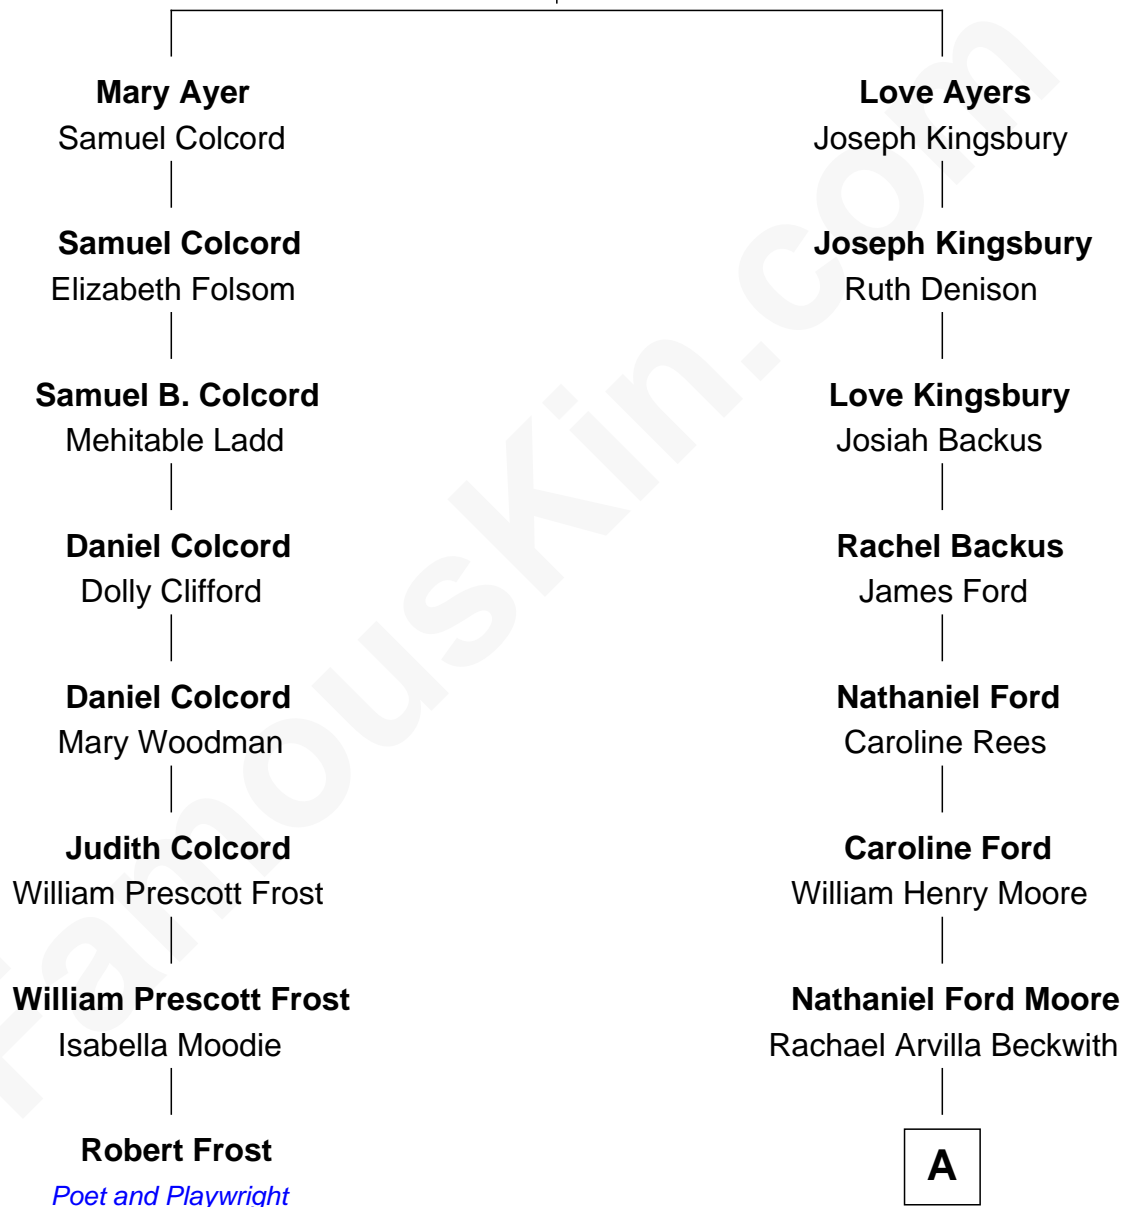 Mary Ayer
Samuel Colcord
Samuel Colcord
Elizabeth Folsom
Samuel B. Colcord
Mehitable Ladd
Daniel Colcord
Dolly Clifford
Daniel Colcord
Mary Woodman
Judith Colcord
William Prescott Frost
William Prescott Frost
Isabella Moodie
Robert Frost
Poet and Playwright
Love Ayers
Joseph Kingsbury
Joseph Kingsbury
Ruth Denison
Love Kingsbury
Josiah Backus
Rachel Backus
James Ford
Nathaniel Ford
Caroline Rees
Caroline Ford
William Henry Moore
Nathaniel Ford Moore
Rachael Arvilla Beckwith
A
FamousKin.com